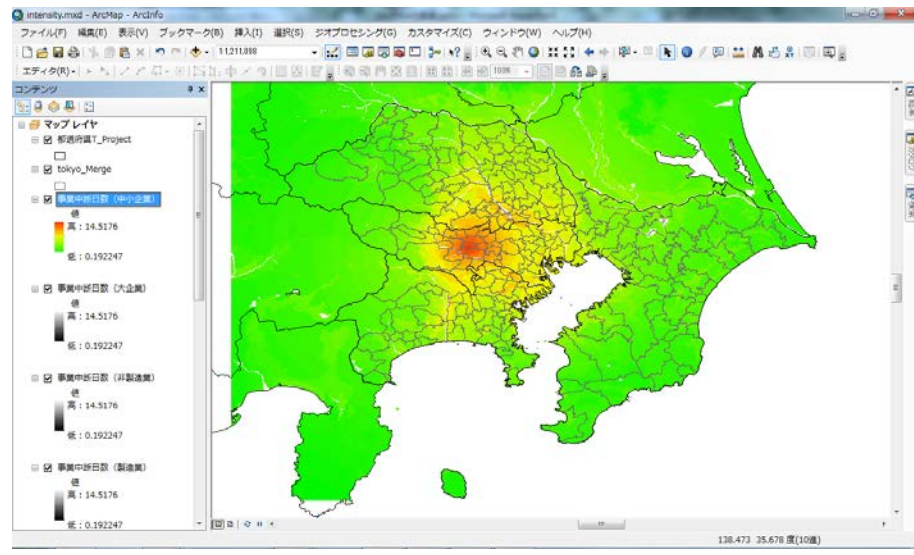 intensity.mxd - ArcMap - ArcInfo
ファイル(F) 編集(E) 表示(V) ブックマーク(B) 挿入(I) 選択(S) ジオプロセシング(G) カスタマイズ(C) ウィンドウ(W) ヘルプ(H)
1:1,211,898
エディタ(R)
100%
コンテンツ
マップ レイヤ
都道府県T_Project
tokyo_Merge
事業中断日数（中小企業）
値
高 : 14.5176
低 : 0.192247
事業中断日数（大企業）
値
高 : 14.5176
低 : 0.192247
事業中断日数（非製造業）
値
高 : 14.5176
低 : 0.192247
事業中断日数（製造業）
値
高 : 14.5176
低 : 0.192247
138.473 35.678 度(10進)